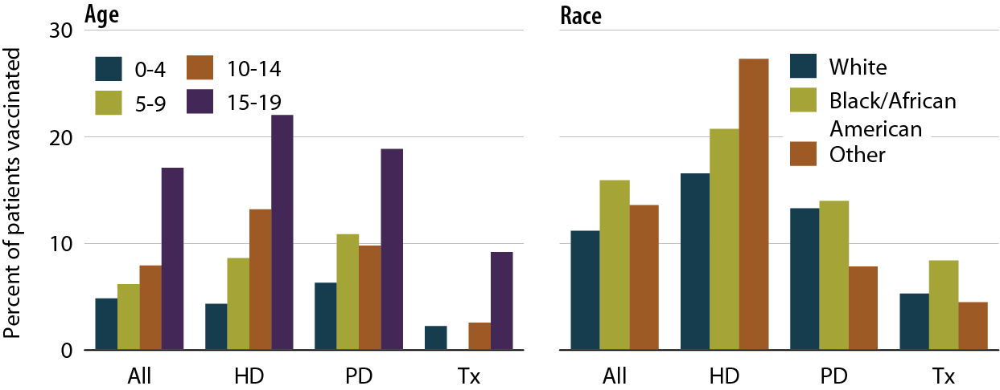 Age
Race
Percent of patients vaccinated
30
20
10
0
0-4
5-9
10-14
15-19
All
HD
PD
Tx
White
Black/African
American
Other
All
HD
PD
Tx